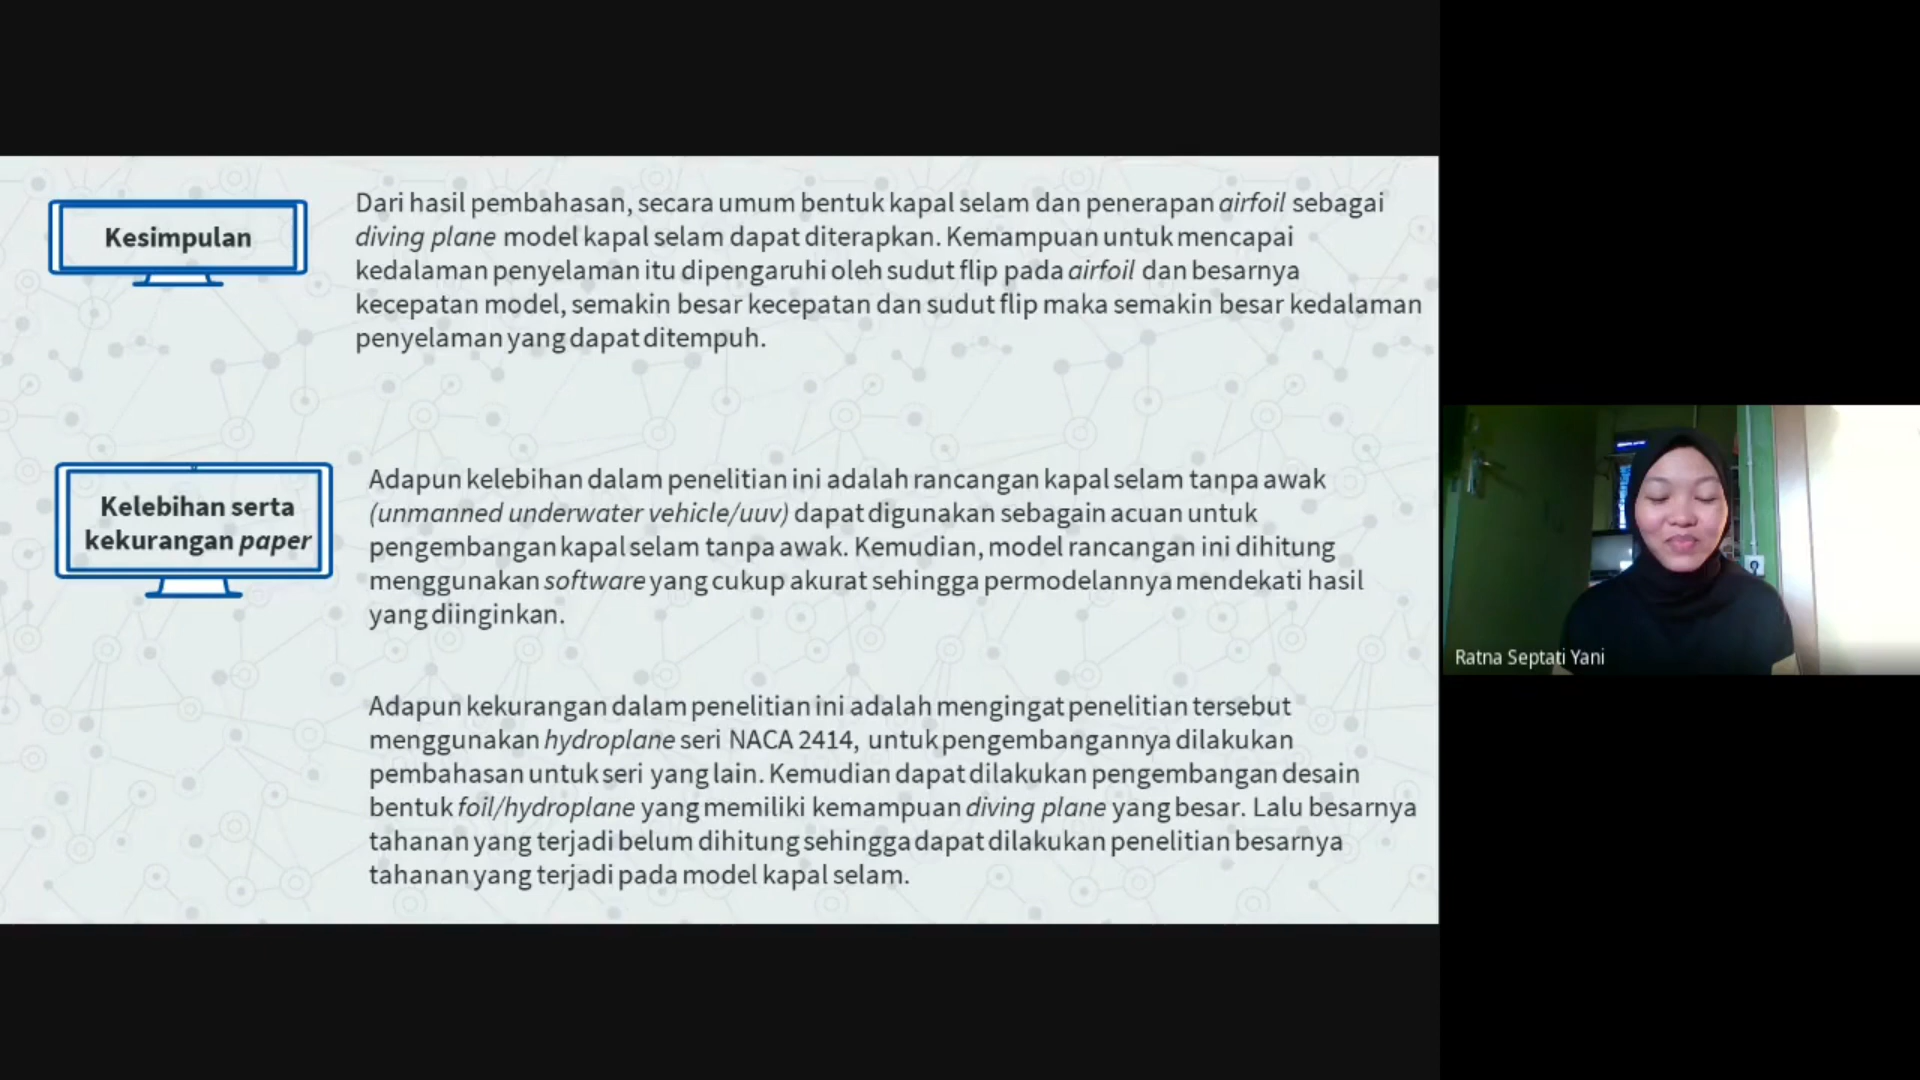 Kesimpulan
Dari hasil pembahasan, secara umum bentuk kapal selam dan penerapan airfoil sebagai
diving plane model kapal selam dapat diterapkan. Kemampuan untuk mencapai
kedalaman penyelaman itu dipengaruhi oleh sudut flip pada airfoil dan besarnya
kecepatan model, semakin besar kecepatan dan sudut flip maka semakin besar kedalaman
penyelaman yang dapat ditempuh.
Kelebihan serta
kekurangan paper
Adapun kelebihan dalam penelitian ini adalah rancangan kapal selam tanpa awak
(unmanned underwater vehicle/uuv) dapat digunakan sebagain acuan untuk
pengembangan kapal selam tanpa awak. Kemudian, model rancangan ini dihitung
menggunakan software yang cukup akurat sehingga permodelannya mendekati hasil
yang diinginkan.
Adapun kekurangan dalam penelitian ini adalah mengingat penelitian tersebut
menggunakan hydroplane seri NACA 2414, untuk pengembangannya dilakukan
pembahasan untuk seri yang lain. Kemudian dapat dilakukan pengembangan desain
bentuk foil/hydroplane yang memiliki kemampuan diving plane yang besar. Lalu besarnya
tahanan yang terjadi belum dihitung sehingga dapat dilakukan penelitian besarnya
tahanan yang terjadi pada model kapal selam.
Ratna Septati Yani